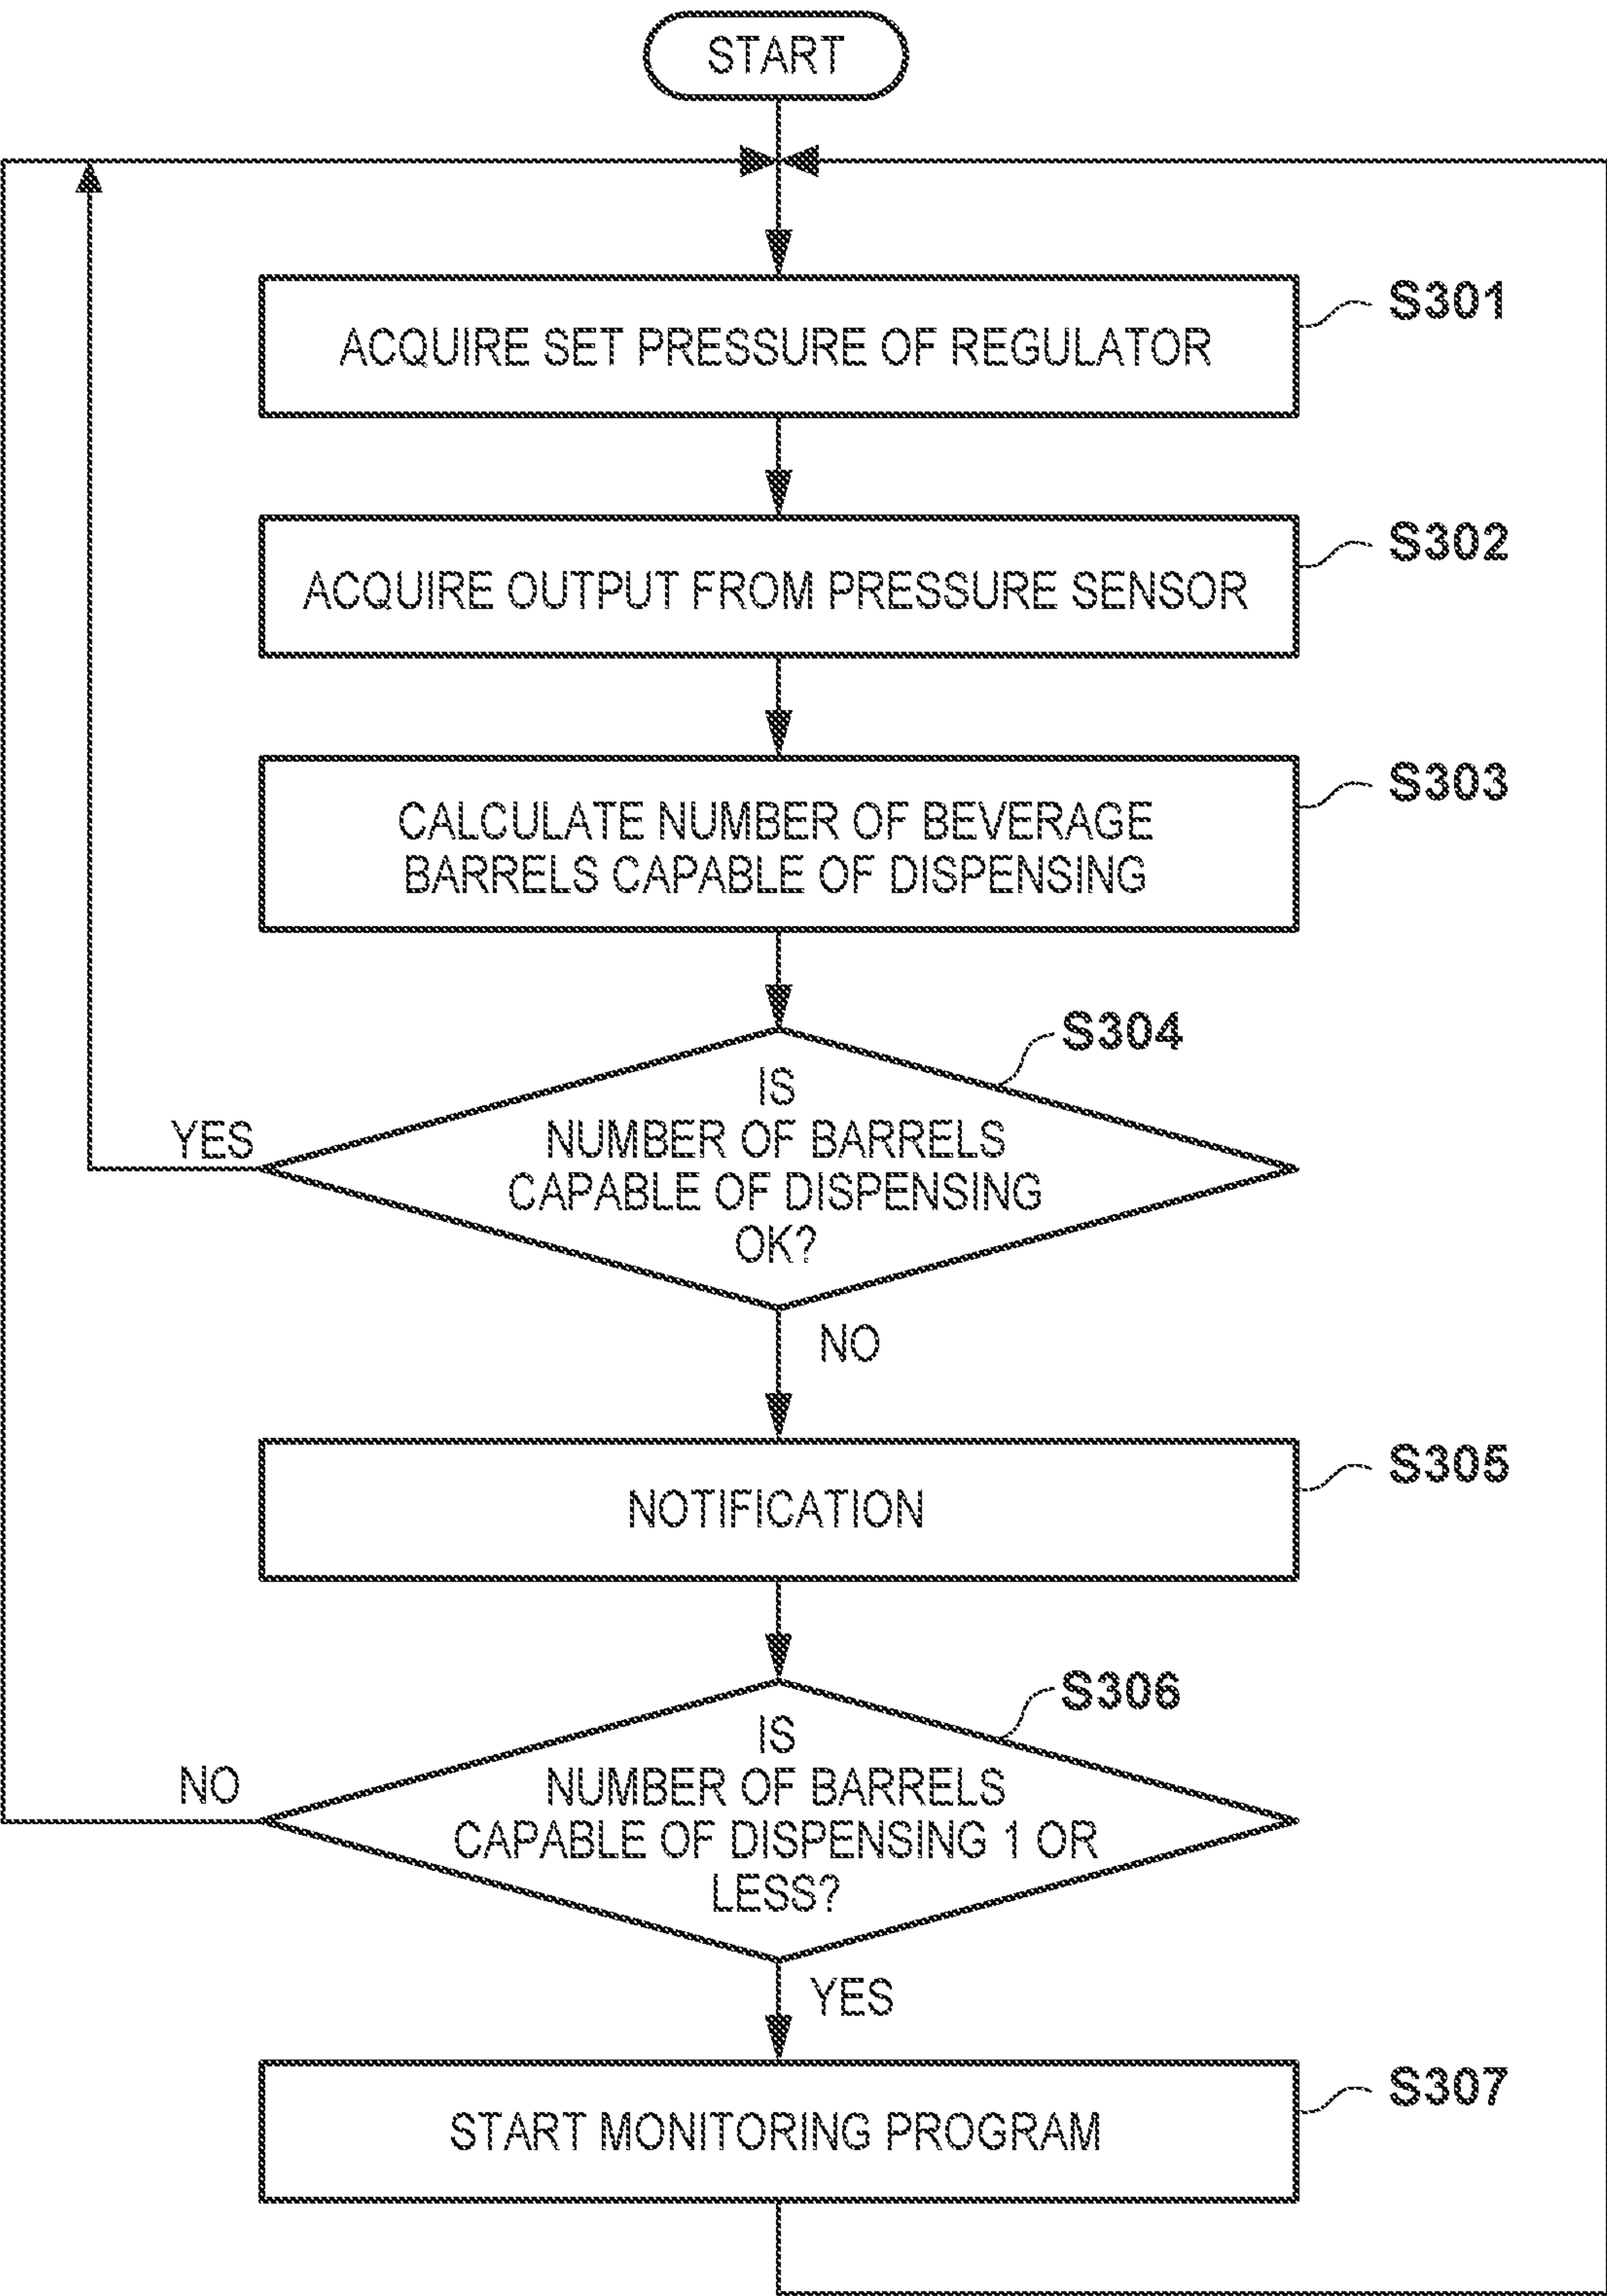 START
ACQUIRE SET PRESSURE OF REGULATOR
S301
ACQUIRE OUTPUT FROM PRESSURE SENSOR
S302
CALCULATE NUMBER OF BEVERAGE
BARRELS CAPABLE OF DISPENSING
S303
S304
IS
NUMBER OF BARRELS
CAPABLE OF DISPENSING
OK?
YES
NO
NOTIFICATION
S305
S306
IS
NUMBER OF BARRELS
CAPABLE OF DISPENSING 1 OR
LESS?
NO
YES
START MONITORING PROGRAM
S307